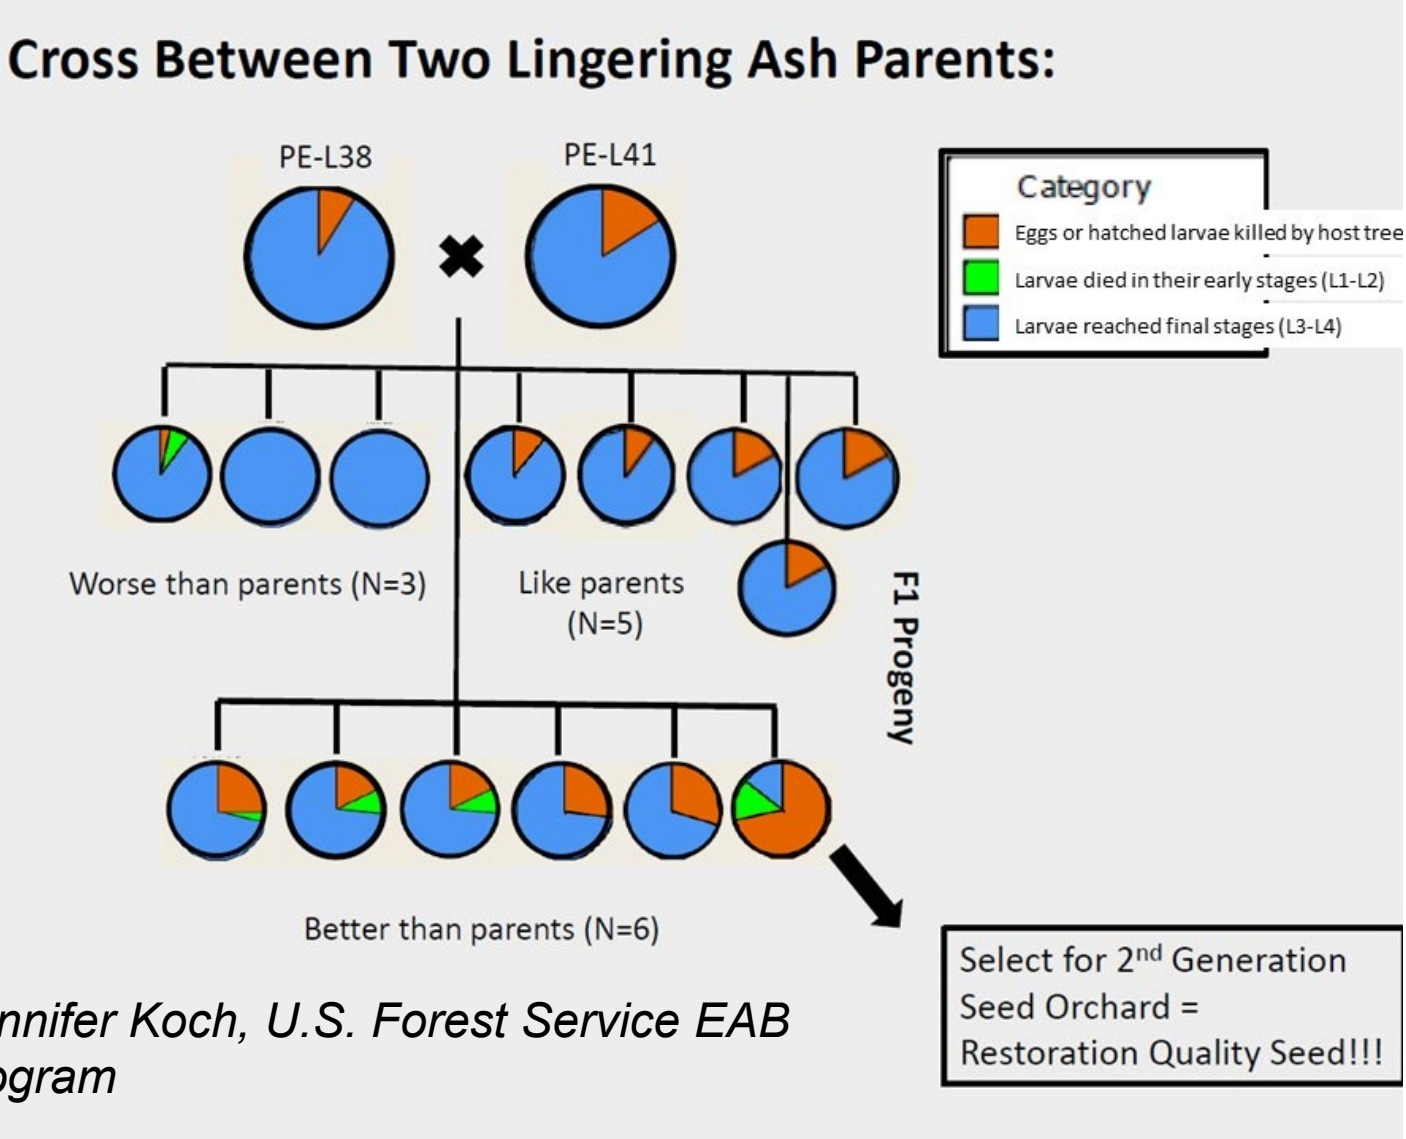 Cross Between Two Lingering Ash Parents:
PE-L38
PE-L41
Category
Eggs or hatched larvae killed by host tree
Larvae died in their early stages (L1-L2)
Larvae reached final stages (L3-L4)
Worse than parents (N=3)
Like parents
(N=5)
F1 Progeny
Better than parents (N=6)
Select for 2nd Generation
Seed Orchard =
Restoration Quality Seed!!!
nnifer Koch, U.S. Forest Service EAB
ogram